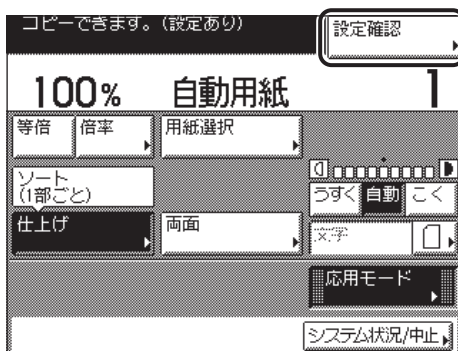 コピーできます。(設定あり)
設定確認
100% 自動用紙 1
等倍 倍率 用紙選択
ソート
(1部ごと)
うすく 自動 こく
仕上げ 両面 文字
応用モード
システム状況/中止